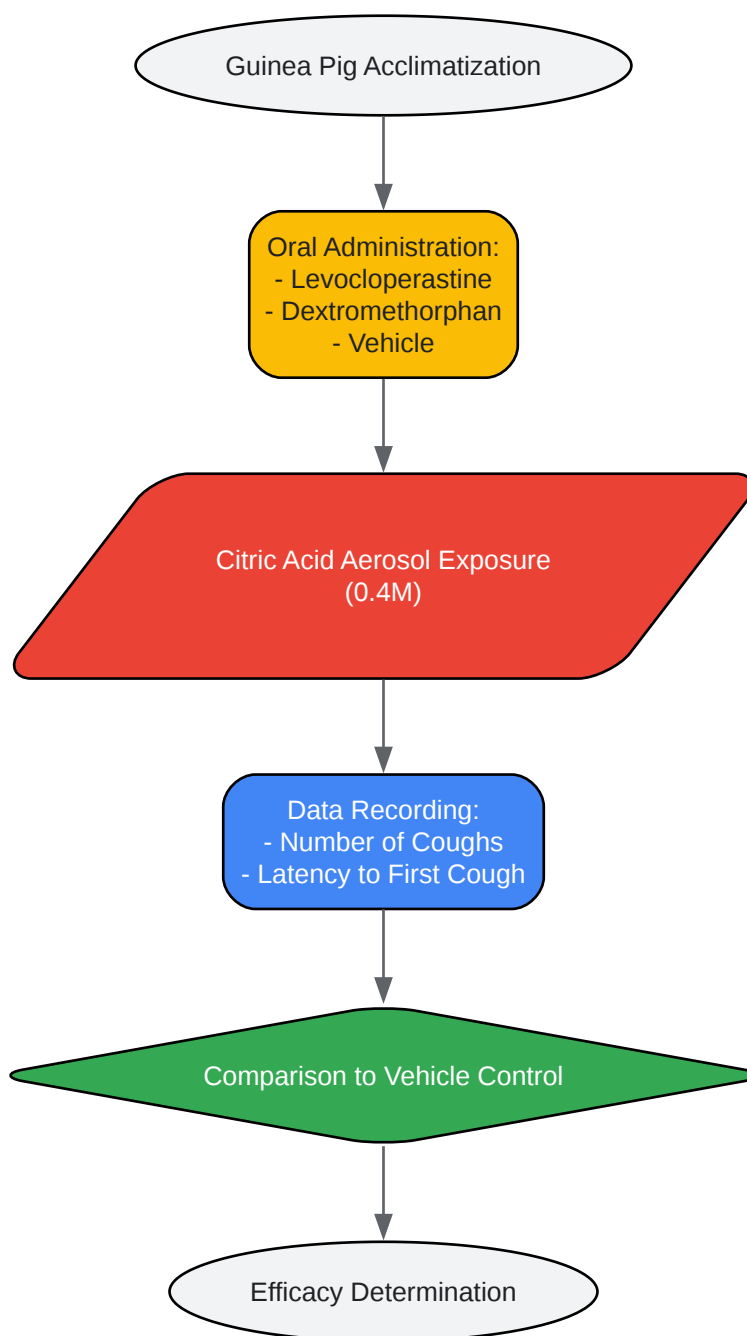 Guinea Pig Acclimatization
Oral Administration:
- Levocloperastine
- Dextromethorphan
- Vehicle
Citric Acid Aerosol Exposure
(0.4M)
Data Recording:
- Number of Coughs
- Latency to First Cough
Comparison to Vehicle Control
Efficacy Determination